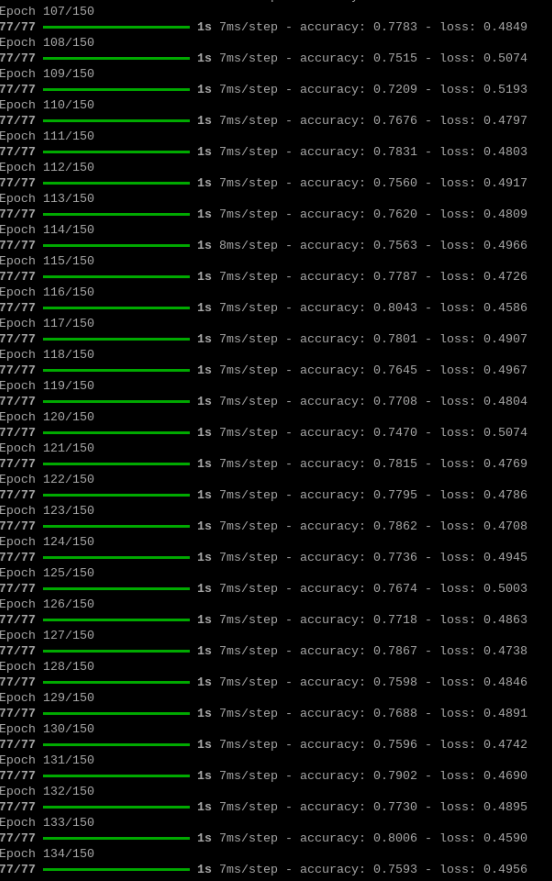 Epoch 107/150
77/77 1s 7ms/step - accuracy: 0.7783 - loss: 0.4849
Epoch 108/150
77/77 1s 7ms/step - accuracy: 0.7515 - loss: 0.5074
Epoch 109/150
77/77 1s 7ms/step - accuracy: 0.7209 - loss: 0.5193
Epoch 110/150
77/77 1s 7ms/step - accuracy: 0.7676 - loss: 0.4797
Epoch 111/150
77/77 1s 7ms/step - accuracy: 0.7831 - loss: 0.4803
Epoch 112/150
77/77 1s 7ms/step - accuracy: 0.7560 - loss: 0.4917
Epoch 113/150
77/77 1s 7ms/step - accuracy: 0.7620 - loss: 0.4809
Epoch 114/150
77/77 1s 8ms/step - accuracy: 0.7563 - loss: 0.4966
Epoch 115/150
77/77 1s 7ms/step - accuracy: 0.7787 - loss: 0.4726
Epoch 116/150
77/77 1s 7ms/step - accuracy: 0.8043 - loss: 0.4586
Epoch 117/150
77/77 1s 7ms/step - accuracy: 0.7801 - loss: 0.4907
Epoch 118/150
77/77 1s 7ms/step - accuracy: 0.7645 - loss: 0.4967
Epoch 119/150
77/77 1s 7ms/step - accuracy: 0.7708 - loss: 0.4804
Epoch 120/150
77/77 1s 7ms/step - accuracy: 0.7470 - loss: 0.5074
Epoch 121/150
77/77 1s 7ms/step - accuracy: 0.7815 - loss: 0.4769
Epoch 122/150
77/77 1s 7ms/step - accuracy: 0.7795 - loss: 0.4786
Epoch 123/150
77/77 1s 7ms/step - accuracy: 0.7862 - loss: 0.4708
Epoch 124/150
77/77 1s 7ms/step - accuracy: 0.7736 - loss: 0.4945
Epoch 125/150
77/77 1s 7ms/step - accuracy: 0.7674 - loss: 0.5003
Epoch 126/150
77/77 1s 7ms/step - accuracy: 0.7718 - loss: 0.4863
Epoch 127/150
77/77 1s 7ms/step - accuracy: 0.7867 - loss: 0.4738
Epoch 128/150
77/77 1s 7ms/step - accuracy: 0.7598 - loss: 0.4846
Epoch 129/150
77/77 1s 7ms/step - accuracy: 0.7688 - loss: 0.4891
Epoch 130/150
77/77 1s 7ms/step - accuracy: 0.7596 - loss: 0.4742
Epoch 131/150
77/77 1s 7ms/step - accuracy: 0.7902 - loss: 0.4690
Epoch 132/150
77/77 1s 7ms/step - accuracy: 0.7730 - loss: 0.4895
Epoch 133/150
77/77 1s 7ms/step - accuracy: 0.8006 - loss: 0.4590
Epoch 134/150
77/77 1s 7ms/step - accuracy: 0.7593 - loss: 0.4956